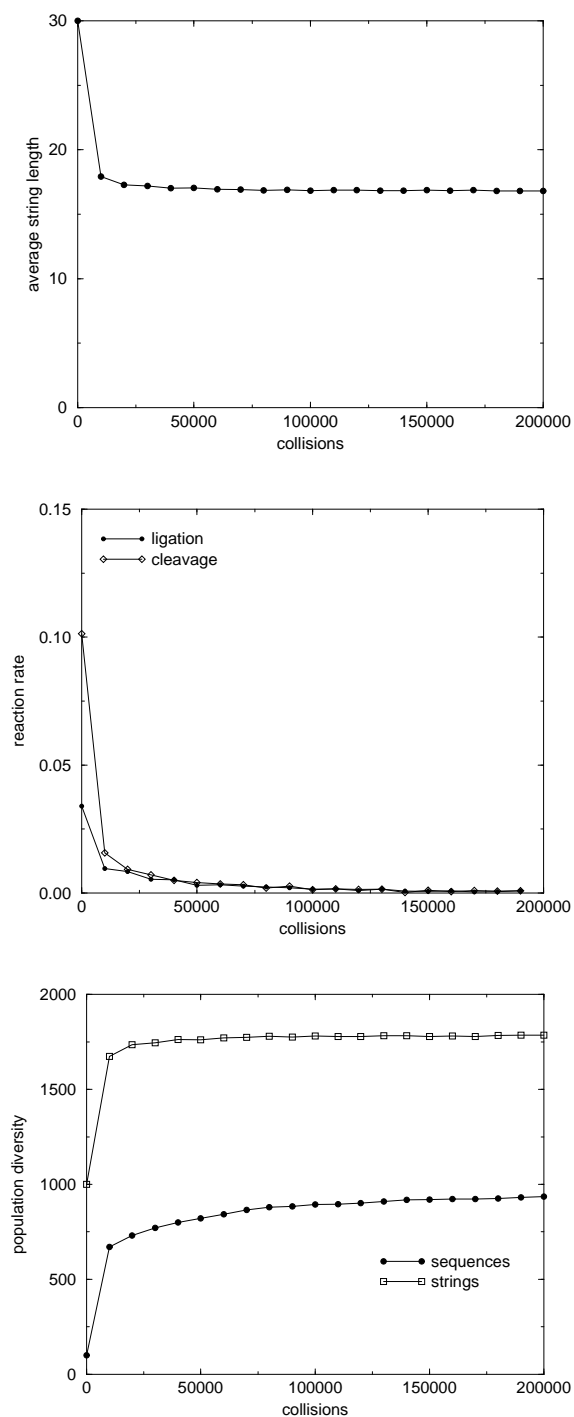 30
20
average string length
10
0
0 50000 100000 150000 200000
collisions
0.15
ligation
cleavage
0.10
reaction rate
0.05
0.00
0 50000 100000 150000 200000
collisions
2000
1500
population diversity
1000
sequences
strings
500
0
0 50000 100000 150000 200000
collisions